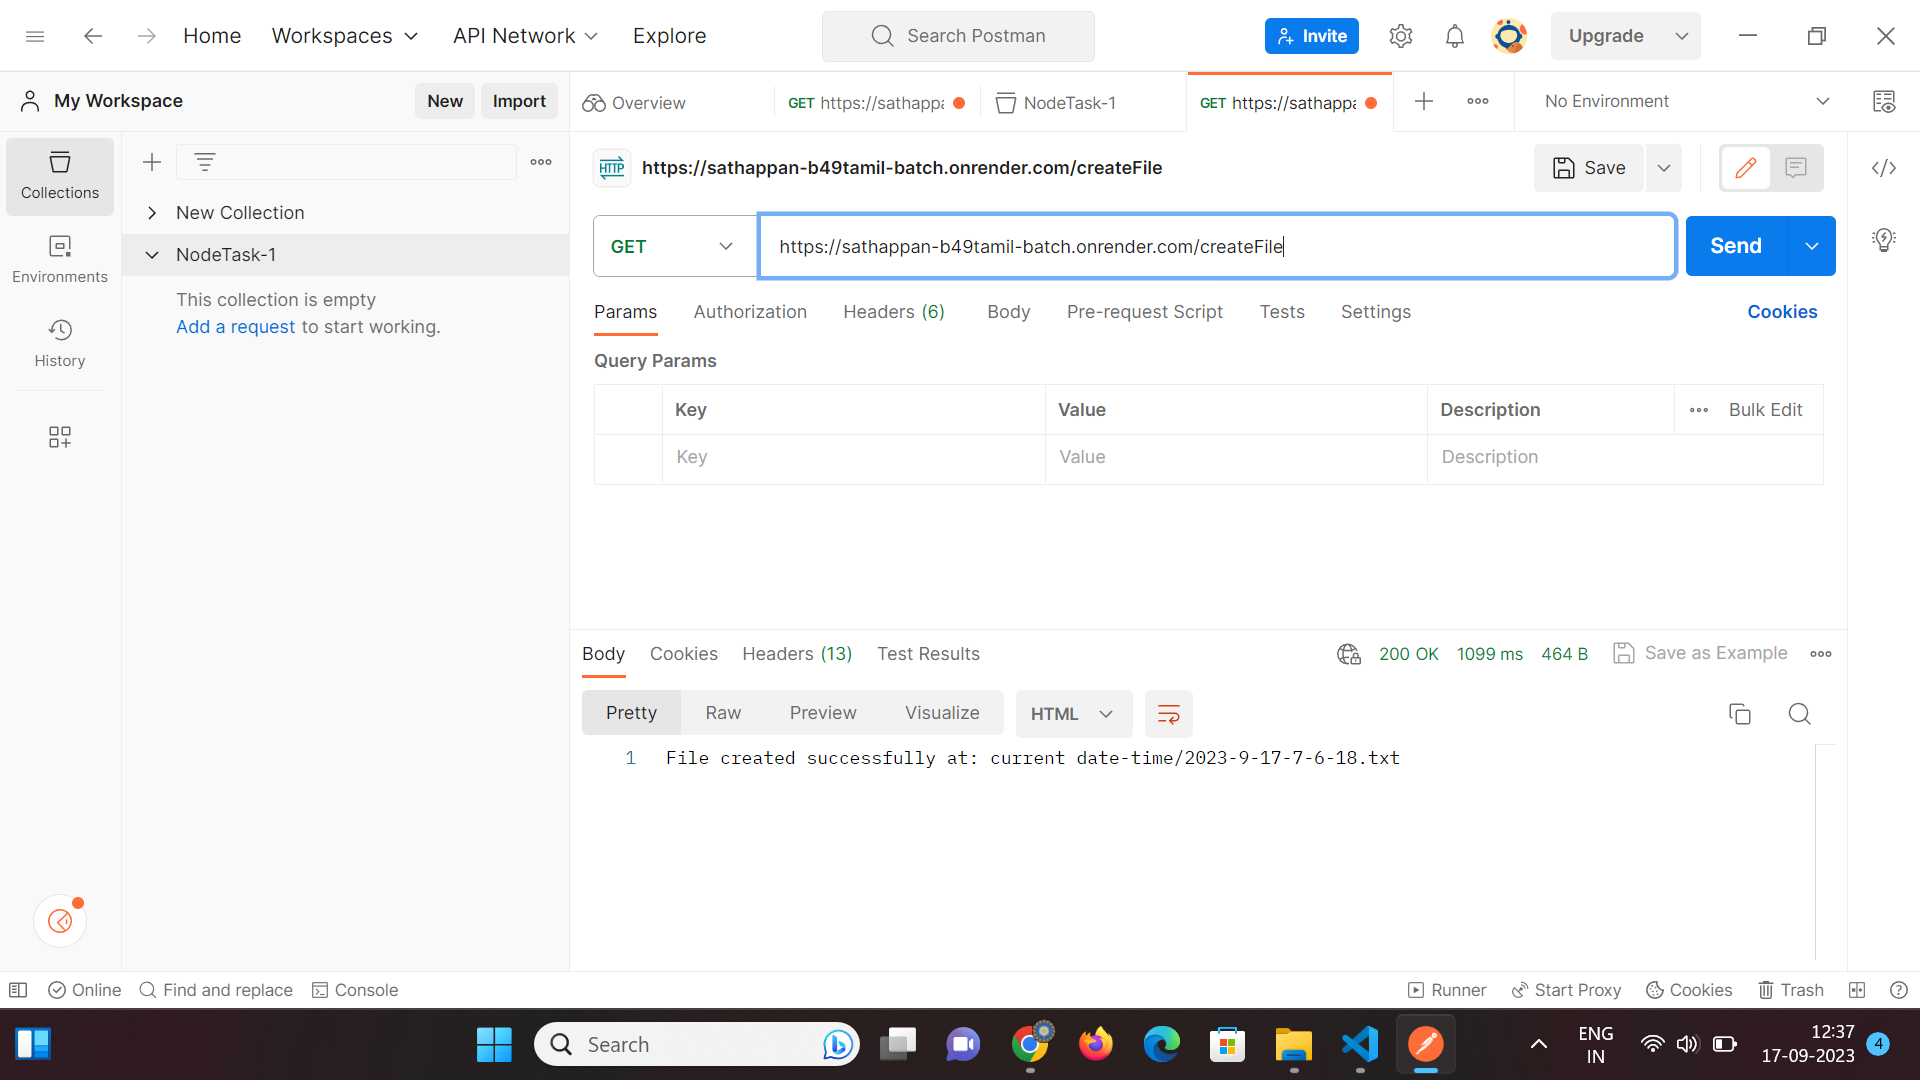 Home
Workspaces
API Network
Explore
Search Postman
Invite
Upgrade
My Workspace
New
Import
Overview
GET https://sathappa
NodeTask-1
GET https://sathappa
No Environment
Collections
Environments
History
New Collection
NodeTask-1
This collection is empty
Add a request to start working.
HTTP
https://sathappan-b49tamil-batch.onrender.com/createFile
Save
GET
https://sathappan-b49tamil-batch.onrender.com/createFile
Send
Params
Authorization
Headers (6)
Body
Pre-request Script
Tests
Settings
Cookies
Query Params
Key
Value
Description
Bulk Edit
Key
Value
Description
Body
Cookies
Headers (13)
Test Results
200 OK
1099 ms
464 B
Save as Example
Pretty
Raw
Preview
Visualize
HTML
1
File created successfully at: current date-time/2023-9-17-7-6-18.txt
Online
Find and replace
Console
Runner
Start Proxy
Cookies
Trash
Search
ENG
IN
12:37
17-09-2023
4